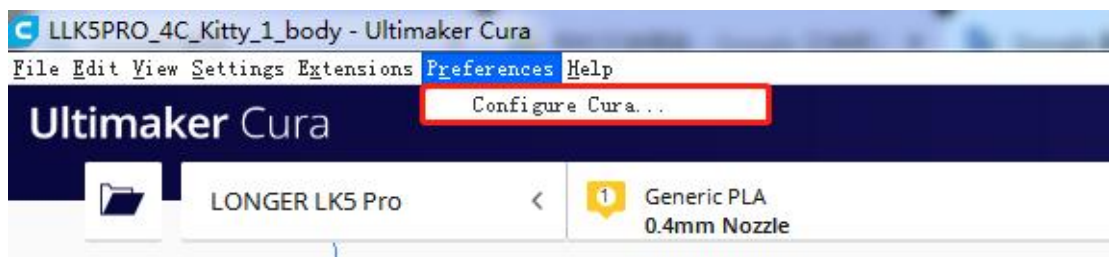 LLK5PRO_4C_Kitty_1_body - Ultimaker Cura
File Edit View Settings Extensions Preferences Help
Configure Cura...
Ultimaker Cura
LONGER LK5 Pro
1
Generic PLA
0.4mm Nozzle